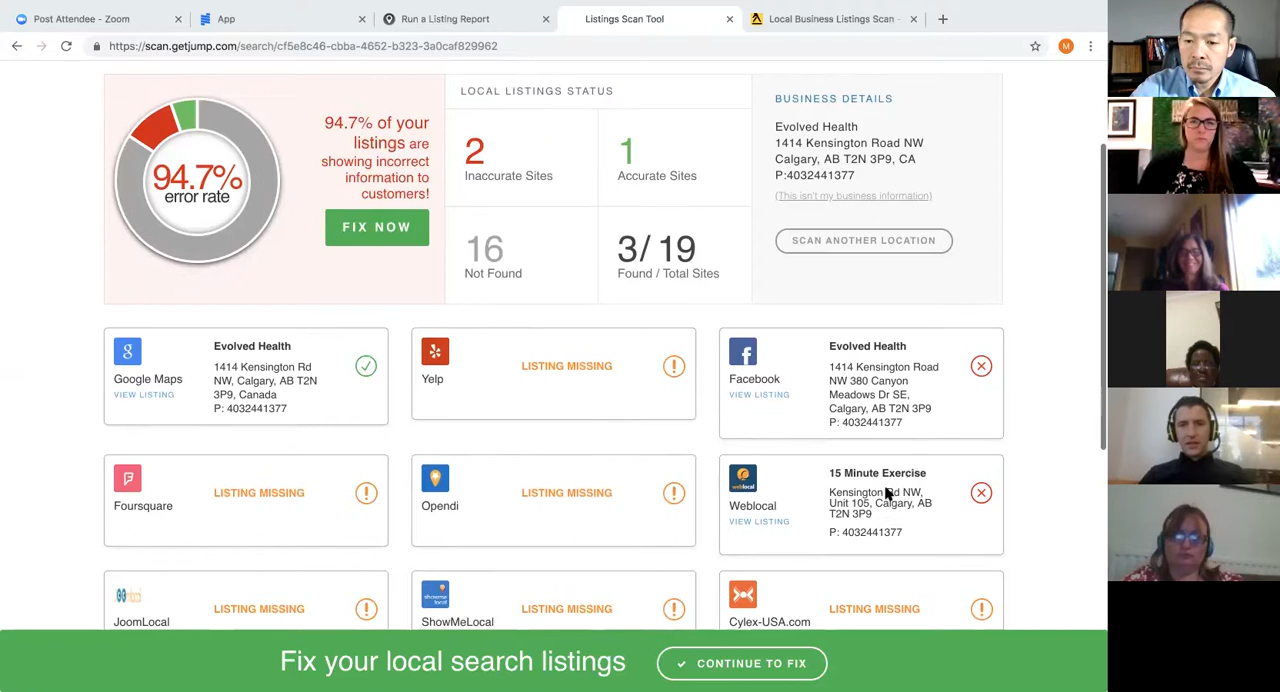 Post Attendee - Zoom
App
Run a Listing Report
Listings Scan Tool
Local Business Listings Scan -
https://scan.getjump.com/search/cf5e8c46-cbba-4652-b323-3a0caf829962
M
94.7%
error rate
94.7% of your
listings are
showing incorrect
information to
customers!
FIX NOW
LOCAL LISTINGS STATUS
2
Inaccurate Sites
1
Accurate Sites
16
Not Found
3/ 19
Found / Total Sites
BUSINESS DETAILS
Evolved Health
1414 Kensington Road NW
Calgary, AB T2N 3P9, CA
P:4032441377
(This isn't my business information)
SCAN ANOTHER LOCATION
Google Maps
VIEW LISTING
Evolved Health
1414 Kensington Rd
NW, Calgary, AB T2N
3P9, Canada
P: 4032441377
Yelp
LISTING MISSING
Facebook
VIEW LISTING
Evolved Health
1414 Kensington Road
NW 380 Canyon
Meadows Dr SE,
Calgary, AB T2N 3P9
P: 4032441377
Foursquare
LISTING MISSING
Opendi
LISTING MISSING
weblocal
Weblocal
VIEW LISTING
15 Minute Exercise
Kensington Rd NW,
Unit 105, Calgary, AB
T2N 3P9
P: 4032441377
JoomLocal
LISTING MISSING
ShowMeLocal
LISTING MISSING
Cylex-USA.com
LISTING MISSING
Fix your local search listings
CONTINUE TO FIX